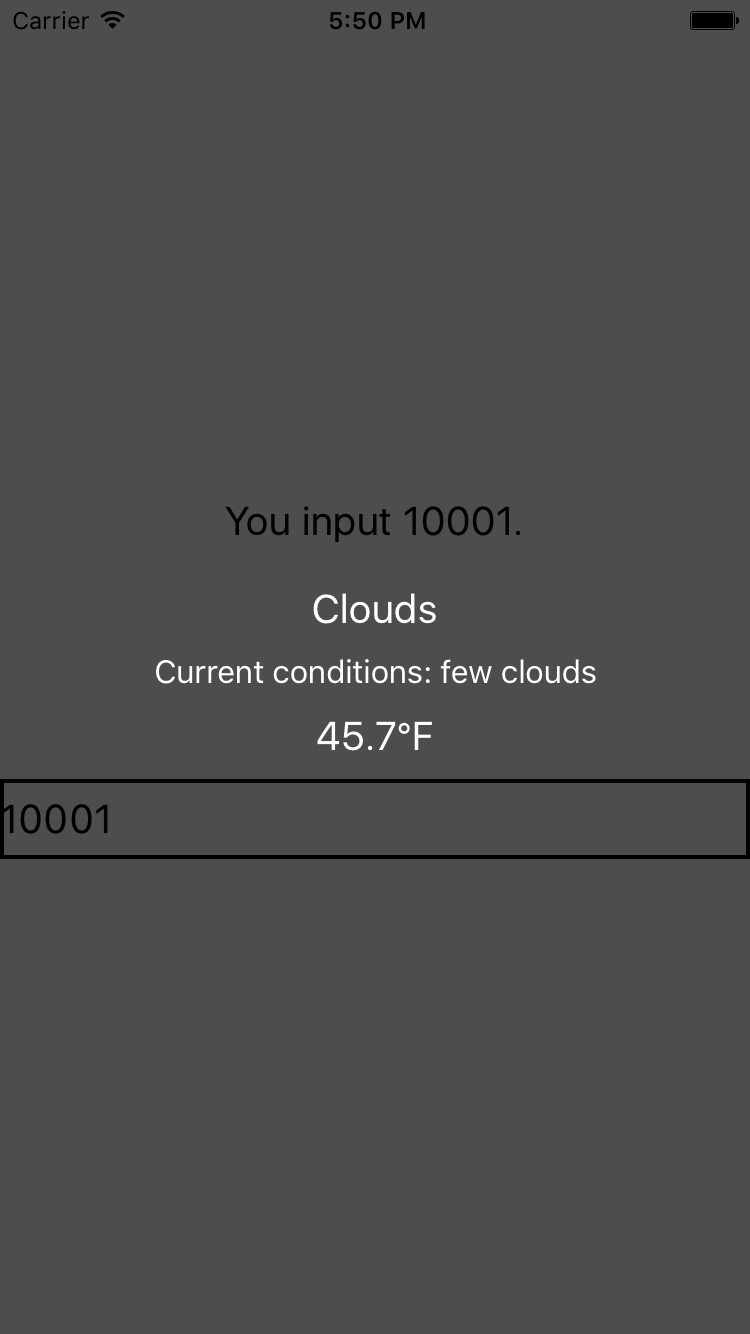 Carrier 5:50 PM
You input 10001.
Clouds
Current conditions: few clouds
45.7°F
10001